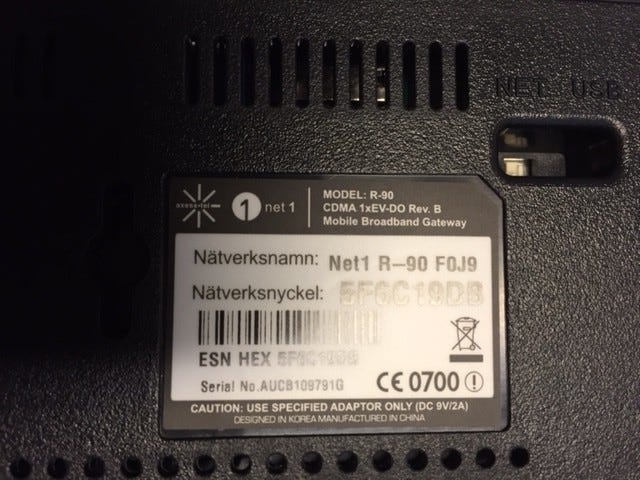 NET USB
axesstel
1 net 1
MODEL: R-90
CDMA 1xEV-DO Rev. B
Mobile Broadband Gateway
Nätverksnamn: Net1 R-90 F0J9
Nätverksnyckel: 5F6C19DB
ESN HEX 5F6C19DB
Serial No.AUCB109791G
CE 0700
CAUTION: USE SPECIFIED ADAPTOR ONLY (DC 9V/2A)
DESIGNED IN KOREA MANUFACTURED IN CHINA